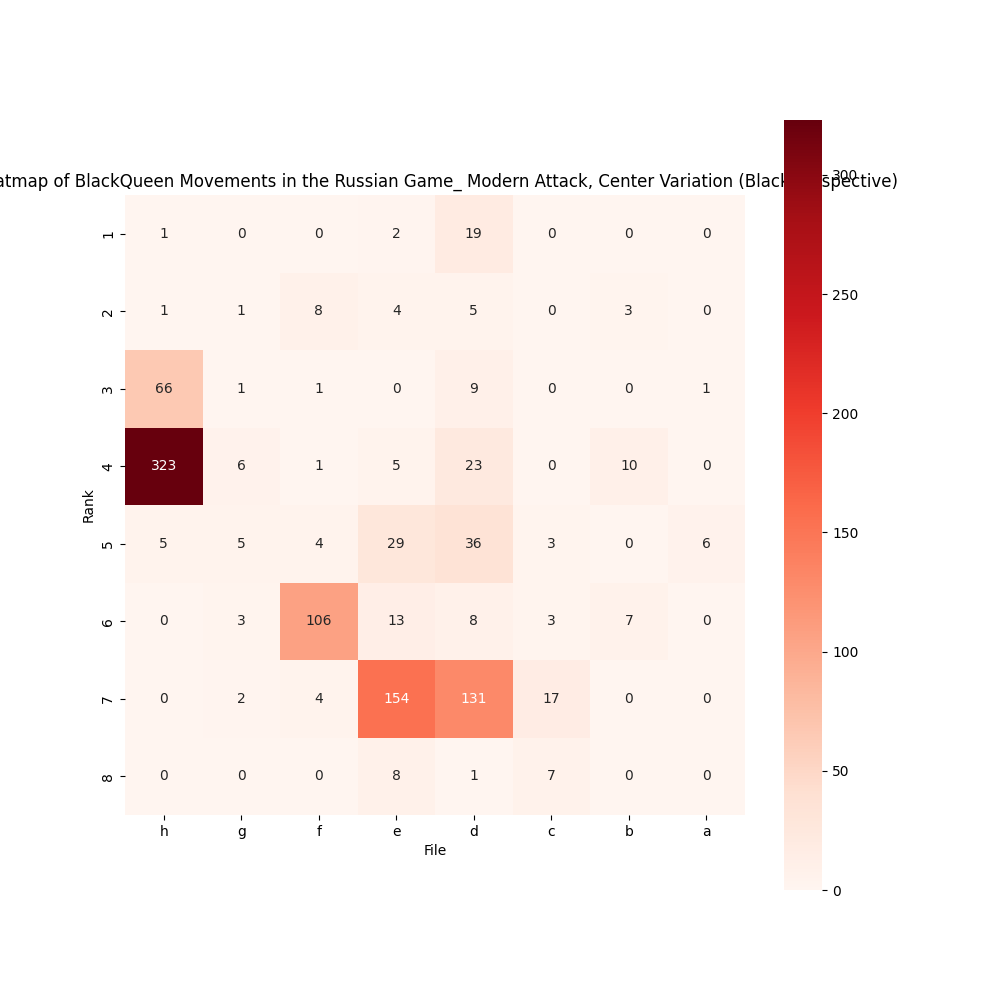 atmap of BlackQueen Movements in the Russian Game_ Modern Attack, Center Variation (Black spective)
300
1 1 0 0 2 19 0 0 0
250
2 1 1 8 4 5 0 3 0
3 66 1 1 0 9 0 0 1
200
4 323 6 1 5 23 0 10 0
Rank
150
5 5 5 4 29 36 3 0 6
6 0 3 106 13 8 3 7 0
100
7 0 2 4 154 131 17 0 0
50
8 0 0 0 8 1 7 0 0
h g f e d c b a
File
0